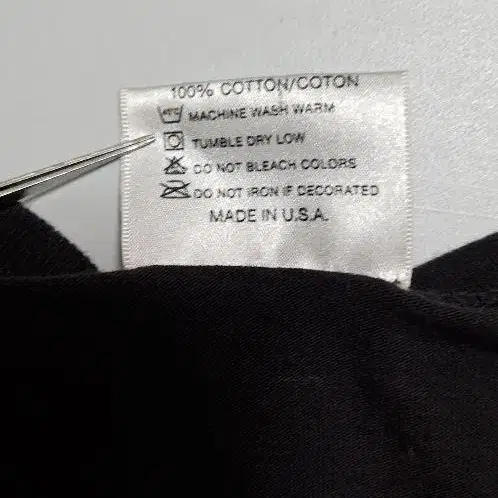 100% COTTON/COTON
MACHINE WASH WARM
TUMBLE DRY LOW
DO NOT BLEACH COLORS
DO NOT IRON IF DECORATED
MADE IN U.S.A.